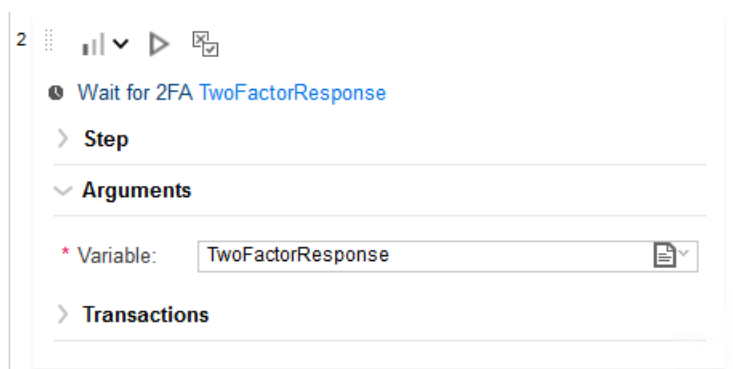 2
Wait for 2FA TwoFactorResponse
Step
Arguments
* Variable: TwoFactorResponse
Transactions